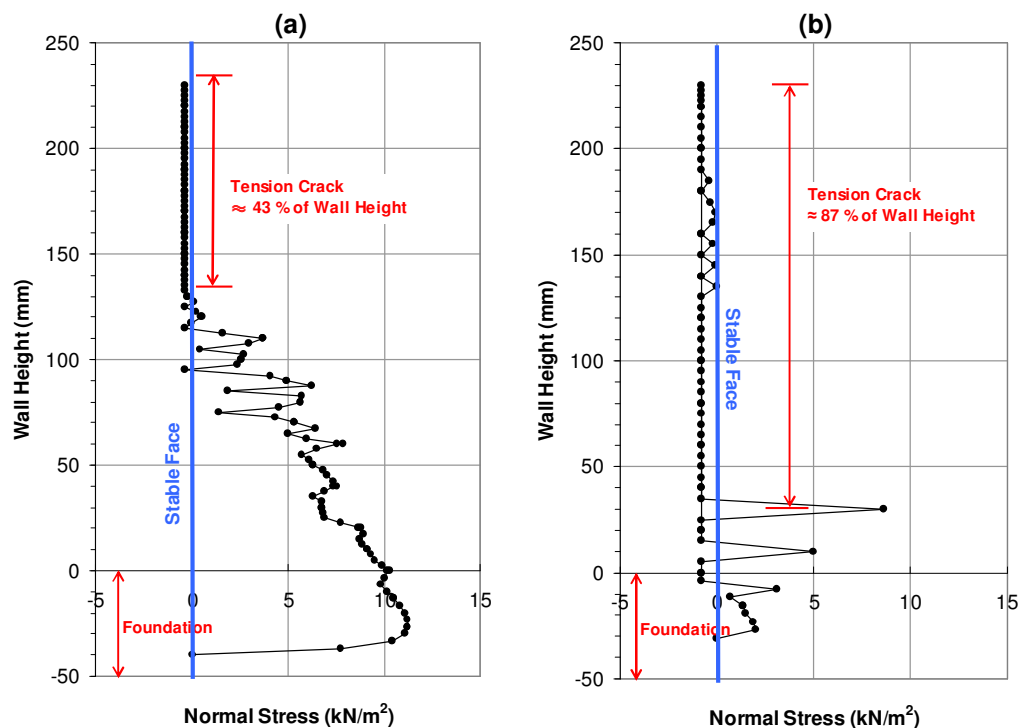 (a)
250
200
150
100
50
0
-50
-5
0
5
10
15
Wall Height (mm)
Normal Stress (kN/m²)
Stable Face
Tension Crack
≈ 43 % of Wall Height
Foundation
(b)
250
200
150
100
50
0
-50
-5
0
5
10
15
Wall Height (mm)
Normal Stress (kN/m²)
Stable Face
Tension Crack
≈ 87 % of Wall Height
Foundation